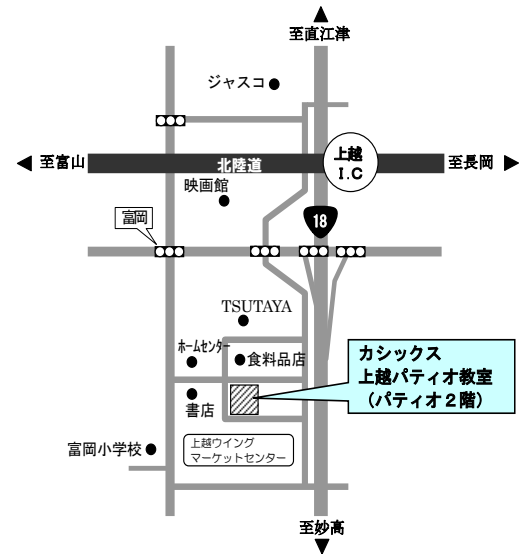 至直江津
ジャスコ
至富山
北陸道
上越
I.C
至長岡
映画館
富岡
18
TSUTAYA
ホームセンター
食料品店
カシックス
上越パティオ教室
（パティオ２階）
書店
上越ウイング
マーケットセンター
富岡小学校
至妙高